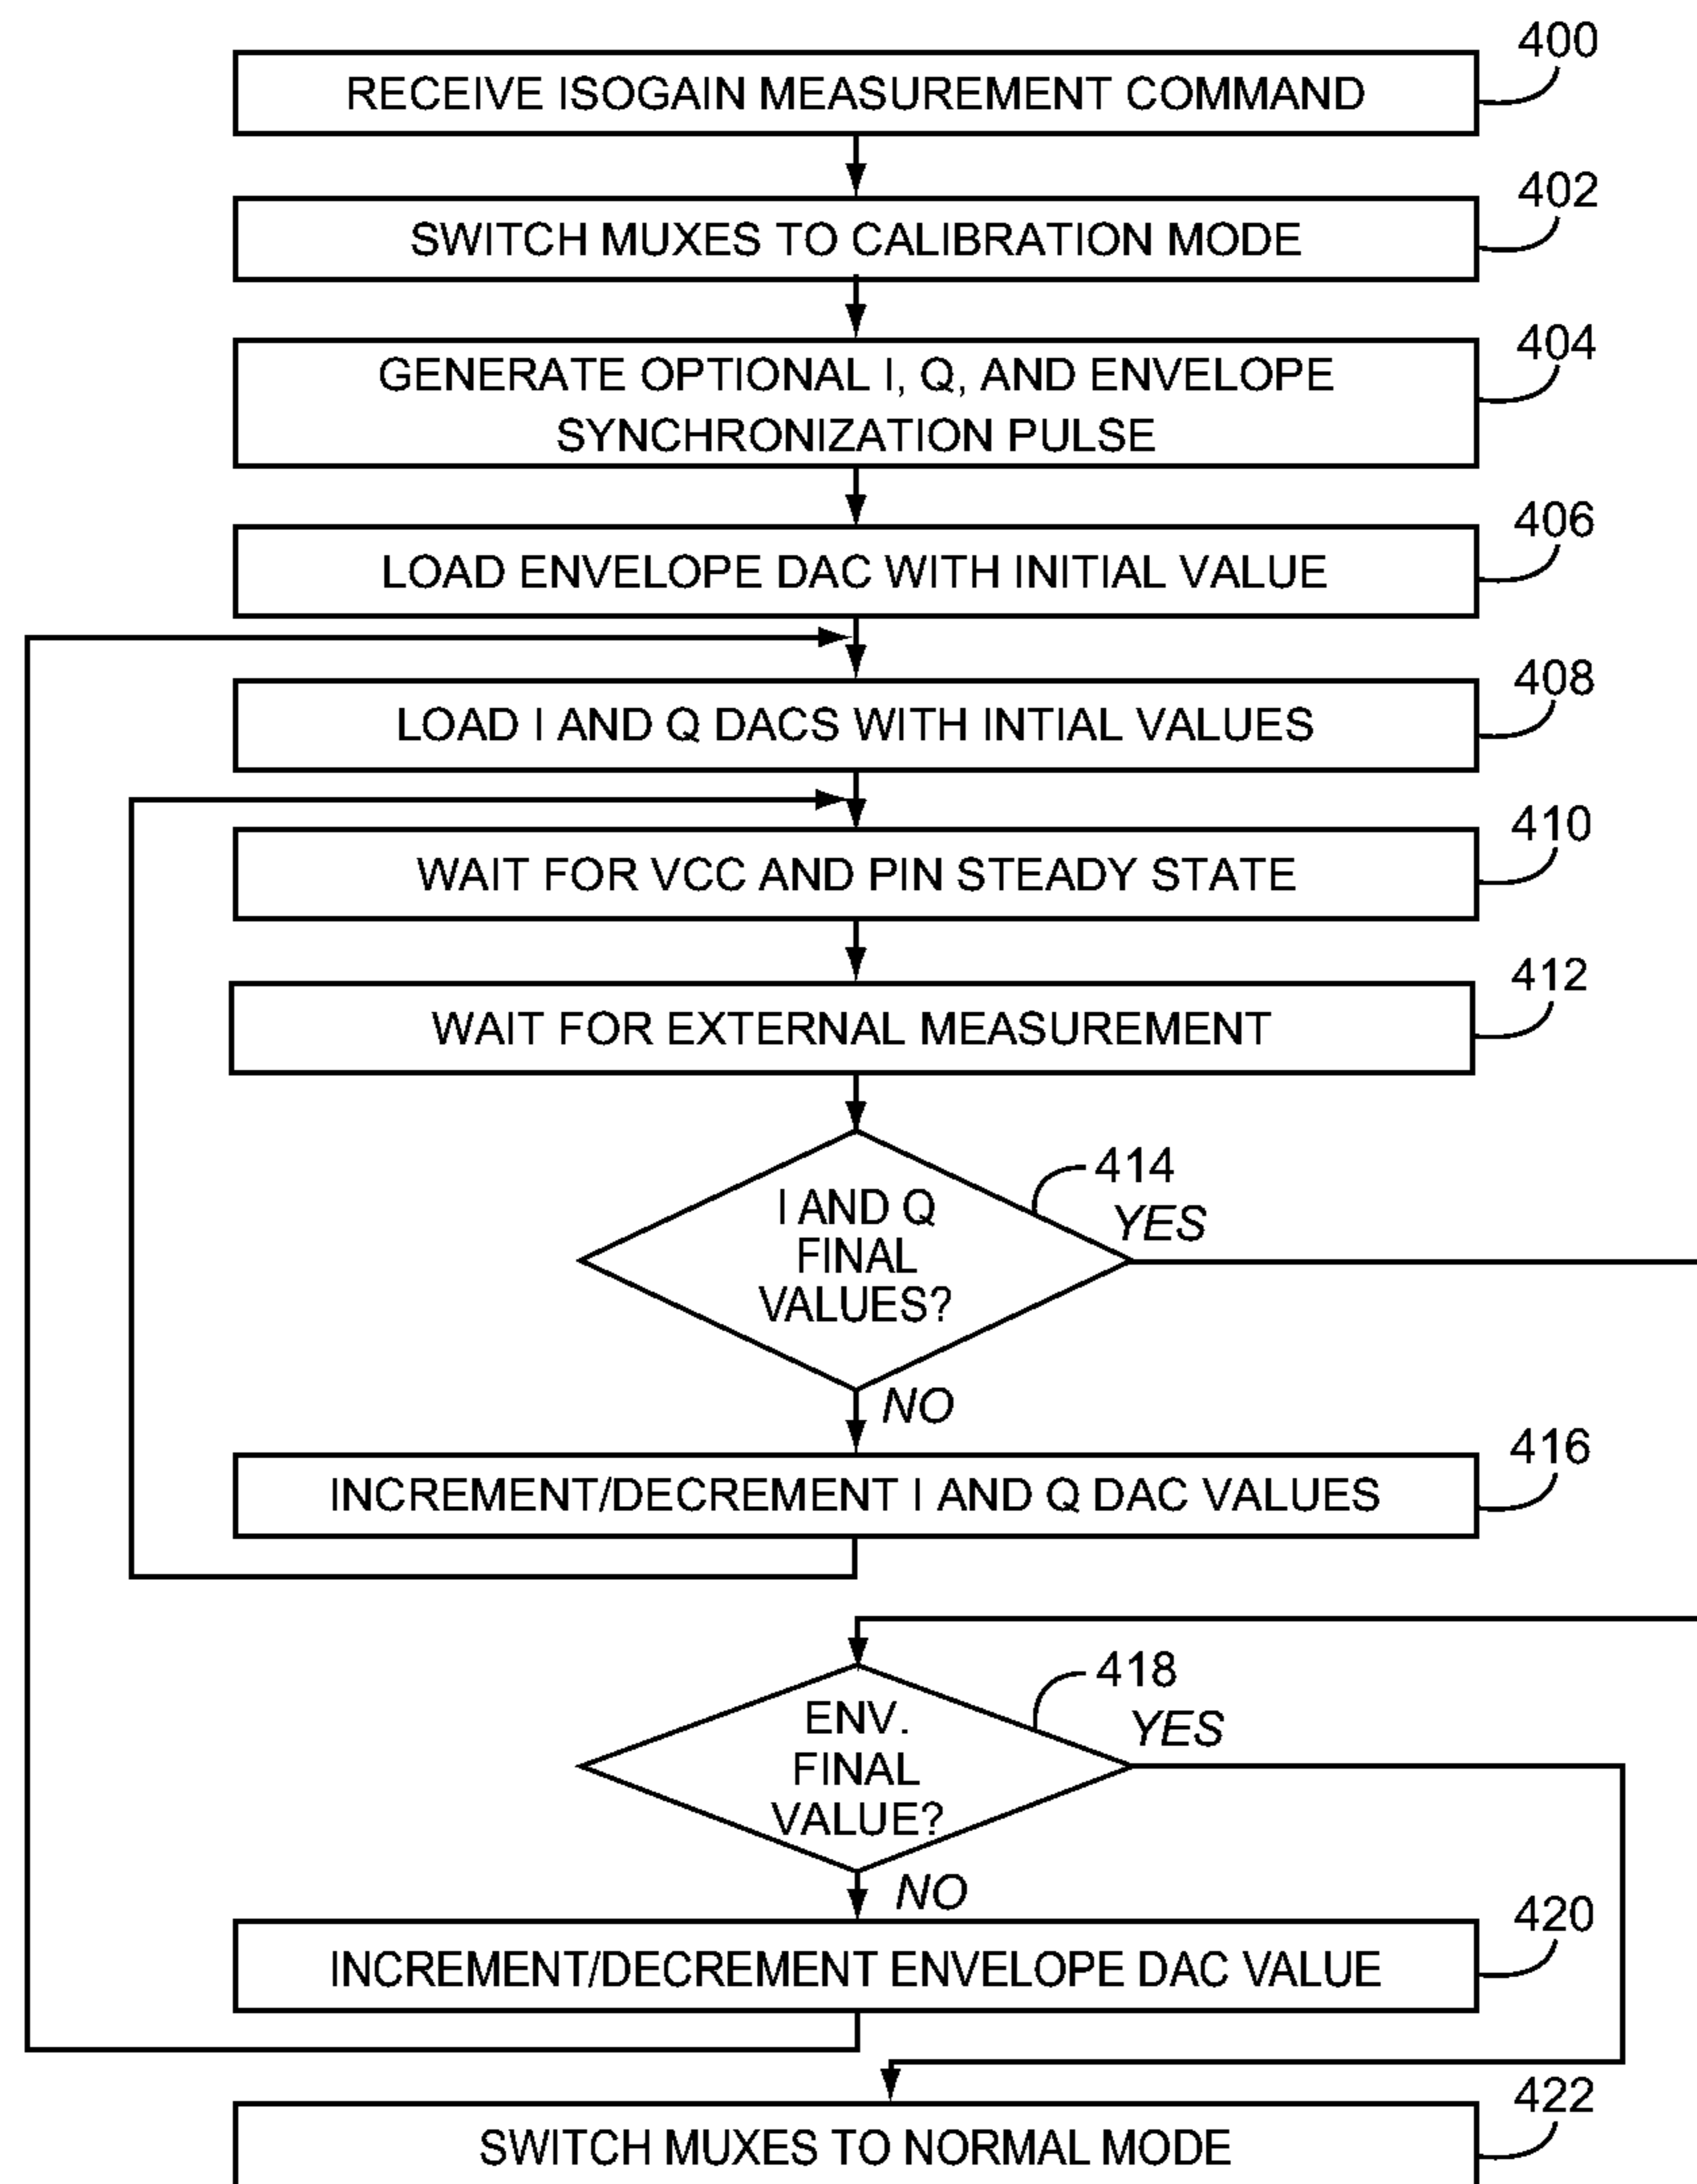 400
RECEIVE ISOGAIN MEASUREMENT COMMAND
402
SWITCH MUXES TO CALIBRATION MODE
404
GENERATE OPTIONAL I, Q, AND ENVELOPE
SYNCHRONIZATION PULSE
406
LOAD ENVELOPE DAC WITH INITIAL VALUE
408
LOAD I AND Q DACS WITH INTIAL VALUES
410
WAIT FOR VCC AND PIN STEADY STATE
412
WAIT FOR EXTERNAL MEASUREMENT
414
YES
I AND Q
FINAL
VALUES?
NO
416
INCREMENT/DECREMENT I AND Q DAC VALUES
418
YES
ENV.
FINAL
VALUE?
NO
420
INCREMENT/DECREMENT ENVELOPE DAC VALUE
422
SWITCH MUXES TO NORMAL MODE